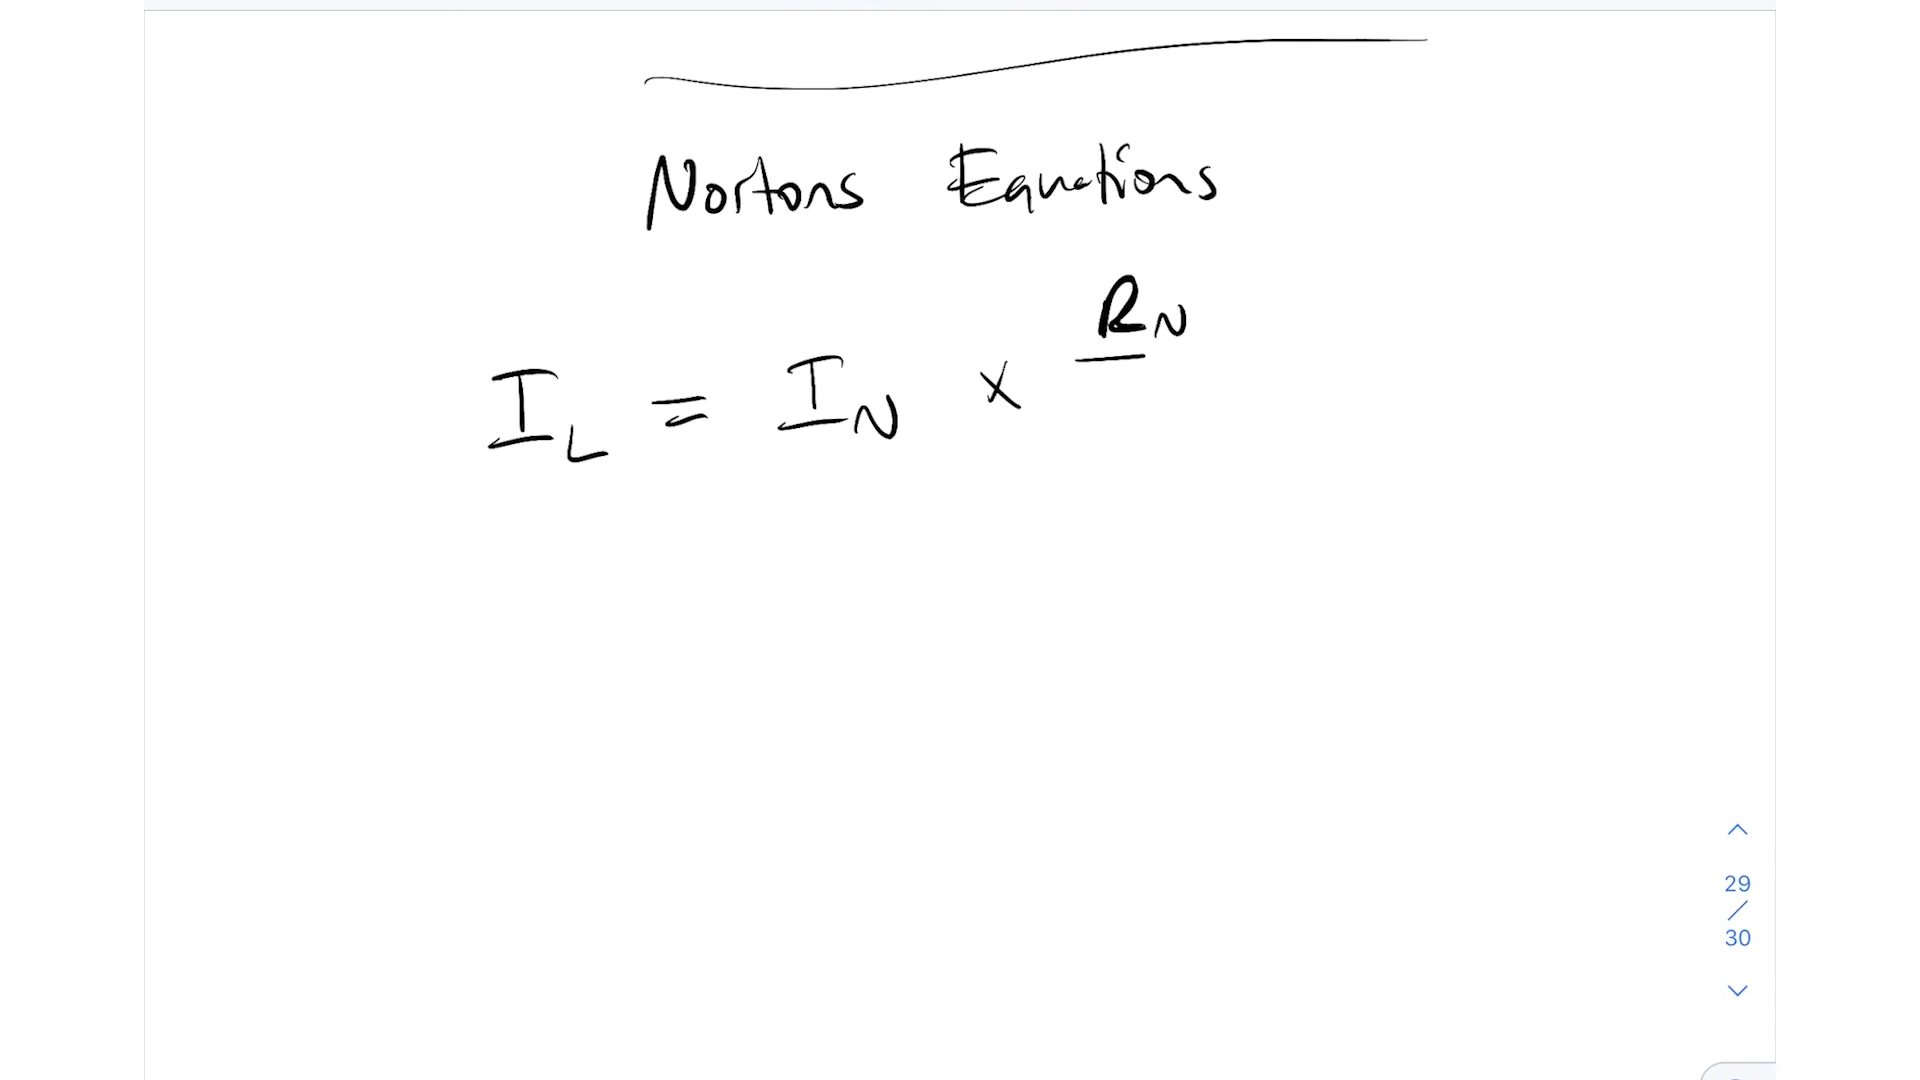 Nortons Equations
I_L = I_N × R_N
29
/
30